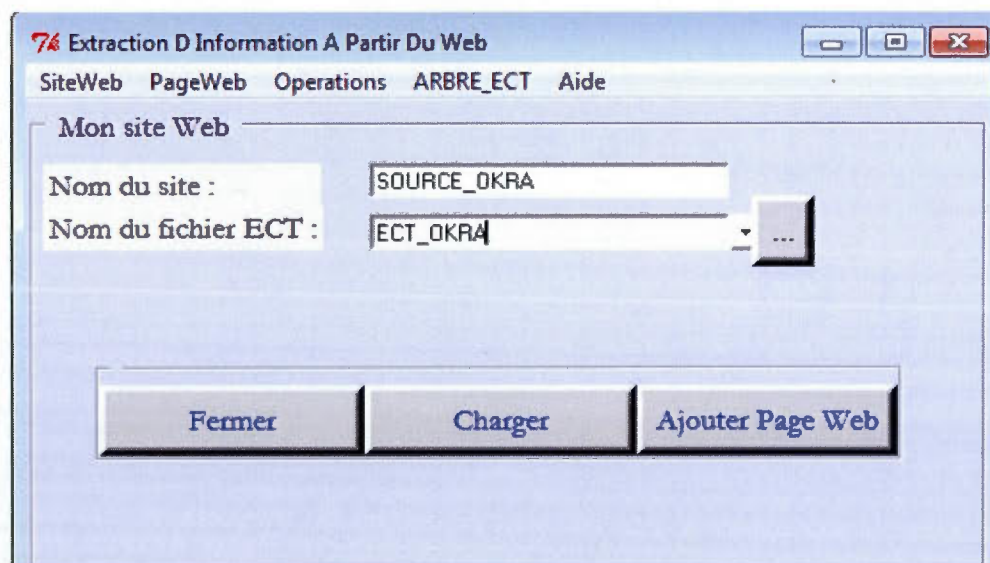 7k Extraction D Information A Partir Du Web
SiteWeb PageWeb Operations ARBRE_ECT Aide
Mon site Web
Nom du site : SOURCE_OKRA
Nom du fichier ECT : ECT_OKRA ...
Fermer Charger Ajouter Page Web